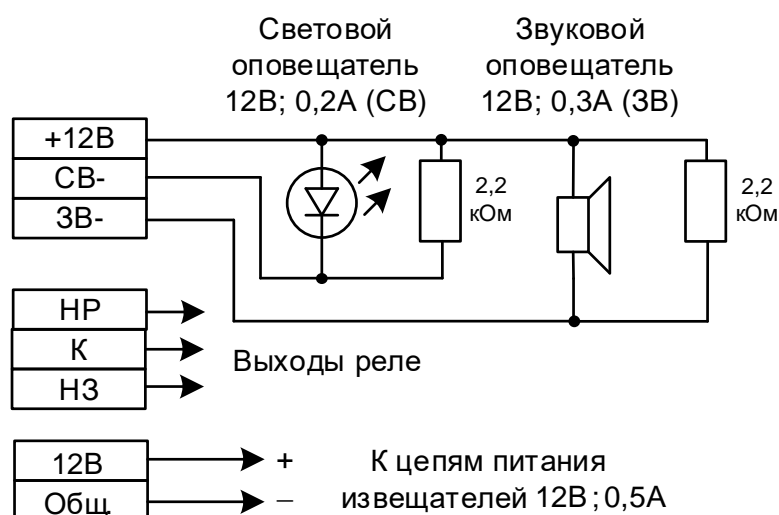 Световой
оповещатель
12В; 0,2А (СВ)
Звуковой
оповещатель
12В; 0,3А (ЗВ)
+12В
СВ-
ЗВ-
2,2
кОм
2,2
кОм
НР
К
НЗ
Выходы реле
12В
Общ.
+
−
К цепям питания
извещателей 12В; 0,5А